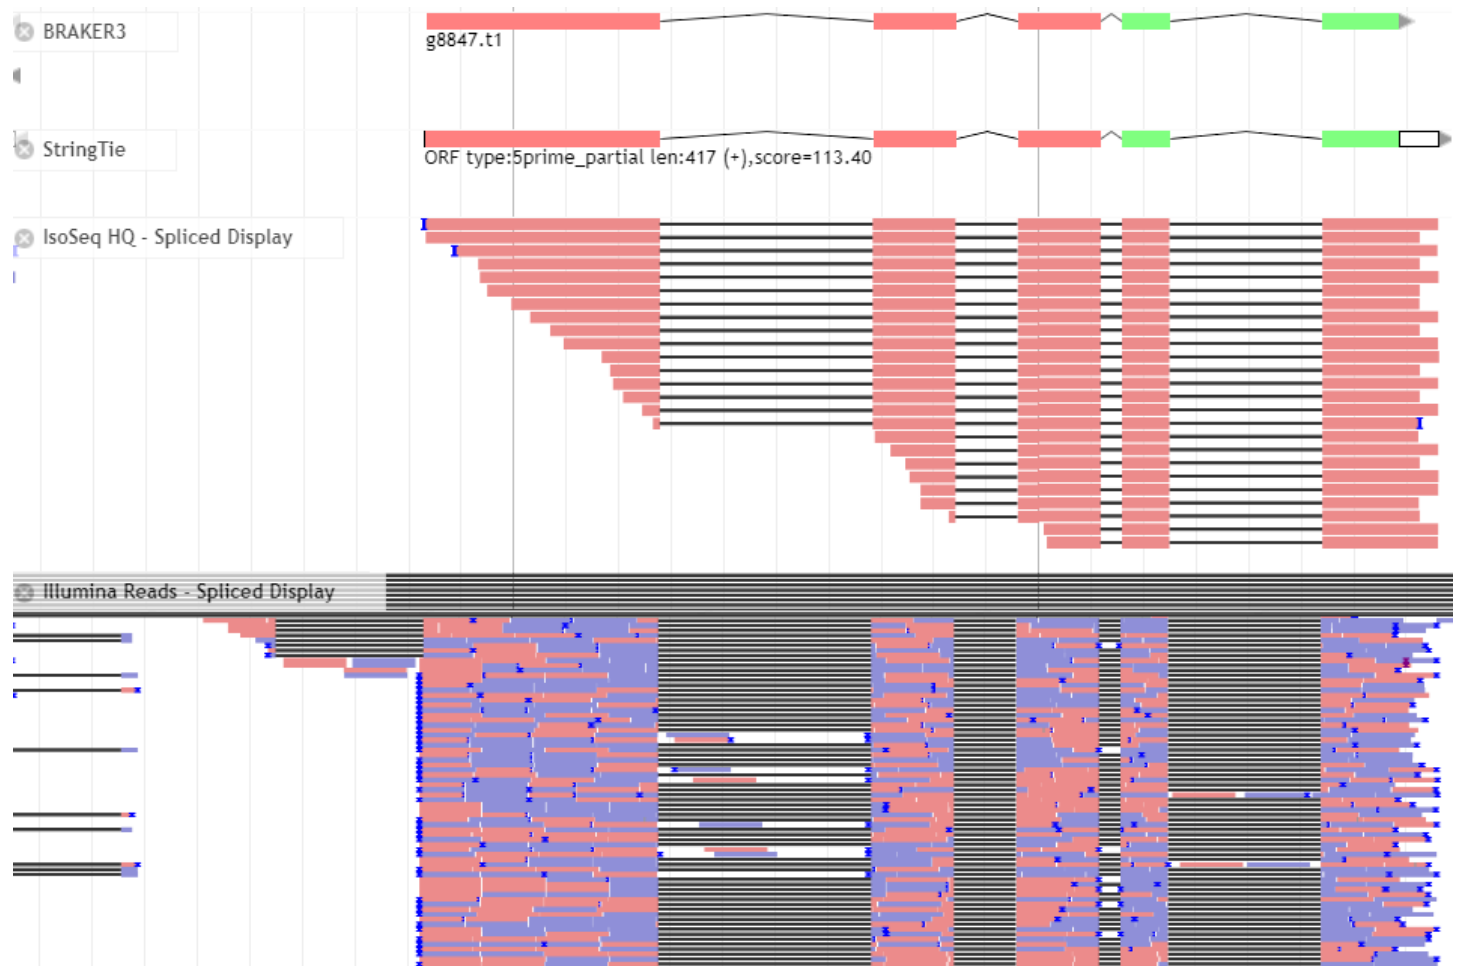 BRAKER3
g8847.t1
StringTie
ORF type:5prime_partial len:417 (+),score=113.40
IsoSeq HQ - Spliced Display
Illumina Reads - Spliced Display